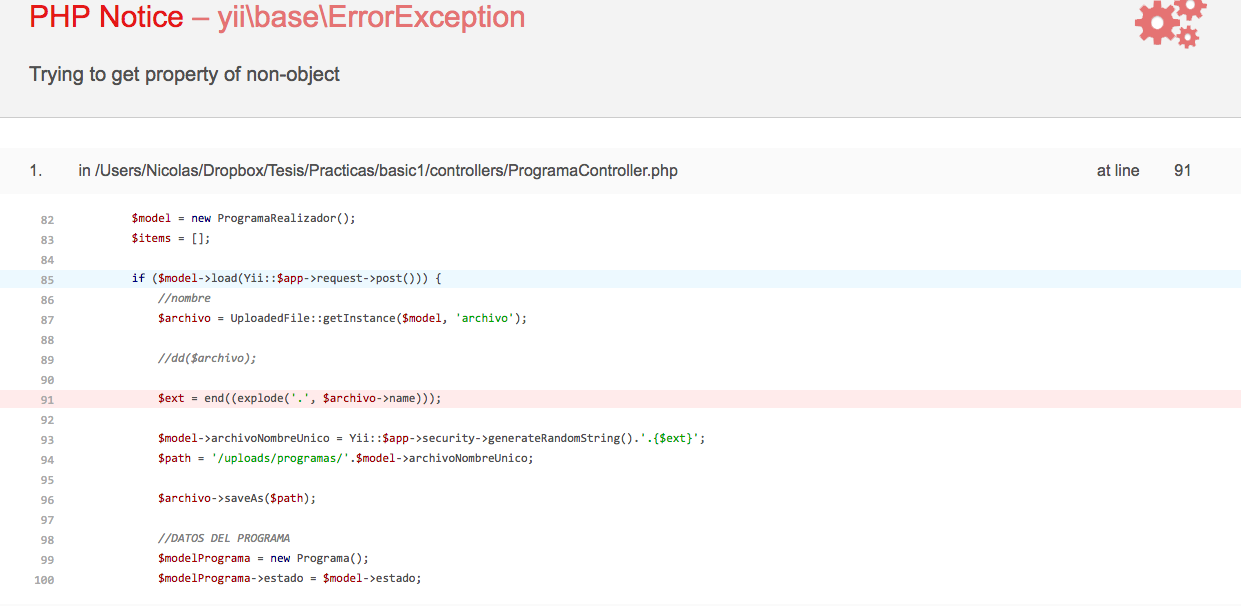 PHP Notice – yii\base\ErrorException
Trying to get property of non-object
1. in /Users/Nicolas/Dropbox/Tesis/Practicas/basic1/controllers/ProgramaController.php at line 91
82 $model = new ProgramaRealizador();
83 $items = [];
84
85 if ($model->load(Yii::$app->request->post())) {
86 //nombre
87 $archivo = UploadedFile::getInstance($model, 'archivo');
88
89 //dd($archivo);
90
91 $ext = end((explode('.', $archivo->name)));
92
93 $model->archivoNombreUnico = Yii::$app->security->generateRandomString().'.{$ext}';
94 $path = '/uploads/programas/'.$model->archivoNombreUnico;
95
96 $archivo->saveAs($path);
97
98 //DATOS DEL PROGRAMA
99 $modelPrograma = new Programa();
100 $modelPrograma->estado = $model->estado;